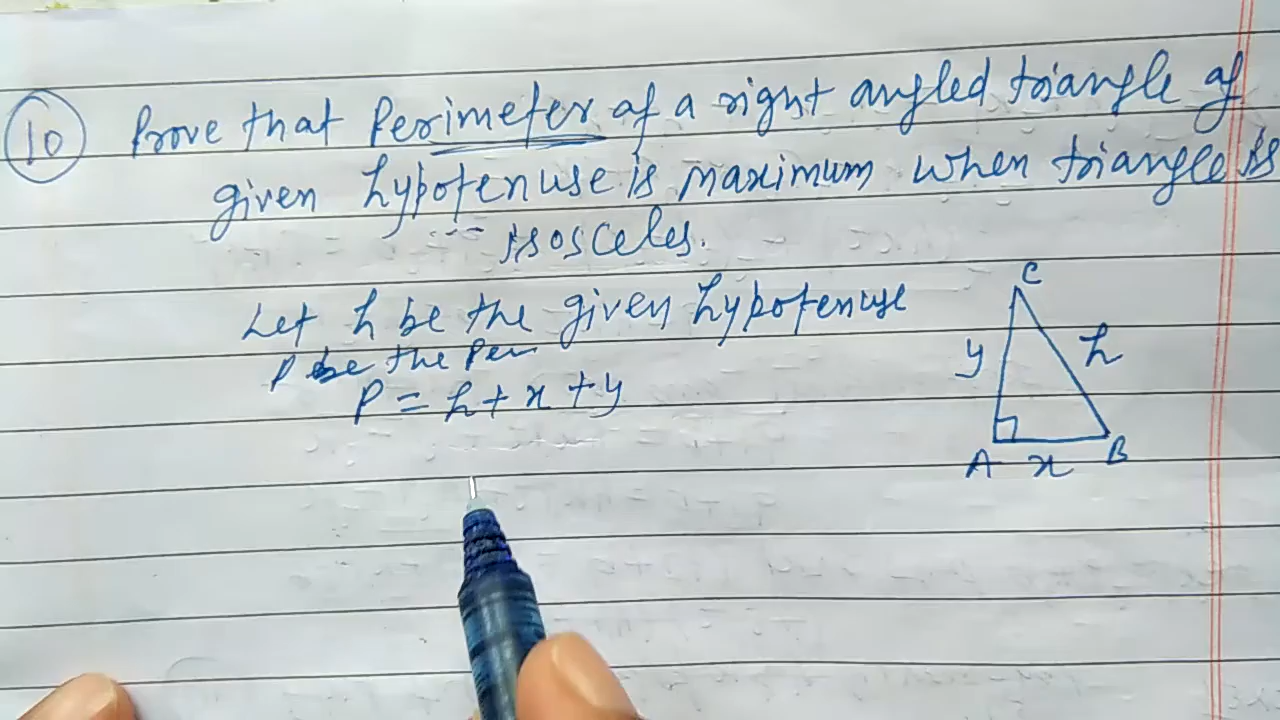 10 Prove that Perimeter of a right angled triangle of
given hypotenuse is maximum when triangle is
isosceles.
Let h be the given hypotenuse
P be the Per
P = h + x + y
C
y
h
A
x
B